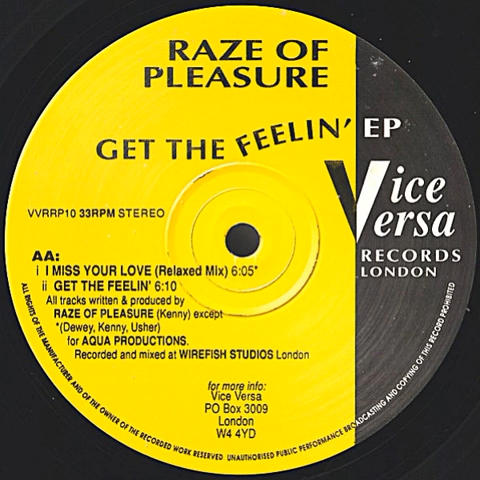 RAZE OF
PLEASURE
GET THE FEELIN' EP
Vice
Versa
RECORDS
LONDON
VVRRP10 33RPM STEREO
AA:
i I MISS YOUR LOVE (Relaxed Mix) 6:05*
ii GET THE FEELIN' 6:10
All tracks written & produced by
RAZE OF PLEASURE (Kenny) except
*(Dewey, Kenny, Usher)
for AQUA PRODUCTIONS.
Recorded and mixed at WIREFISH STUDIOS London
for more info:
Vice Versa
PO Box 3009
London
W4 4YD
ALL RIGHTS OF THE MANUFACTURER AND OF THE OWNER OF THE RECORDED WORK RESERVED UNAUTHORISED PUBLIC PERFORMANCE BROADCASTING AND COPYING OF THIS RECORD PROHIBITED